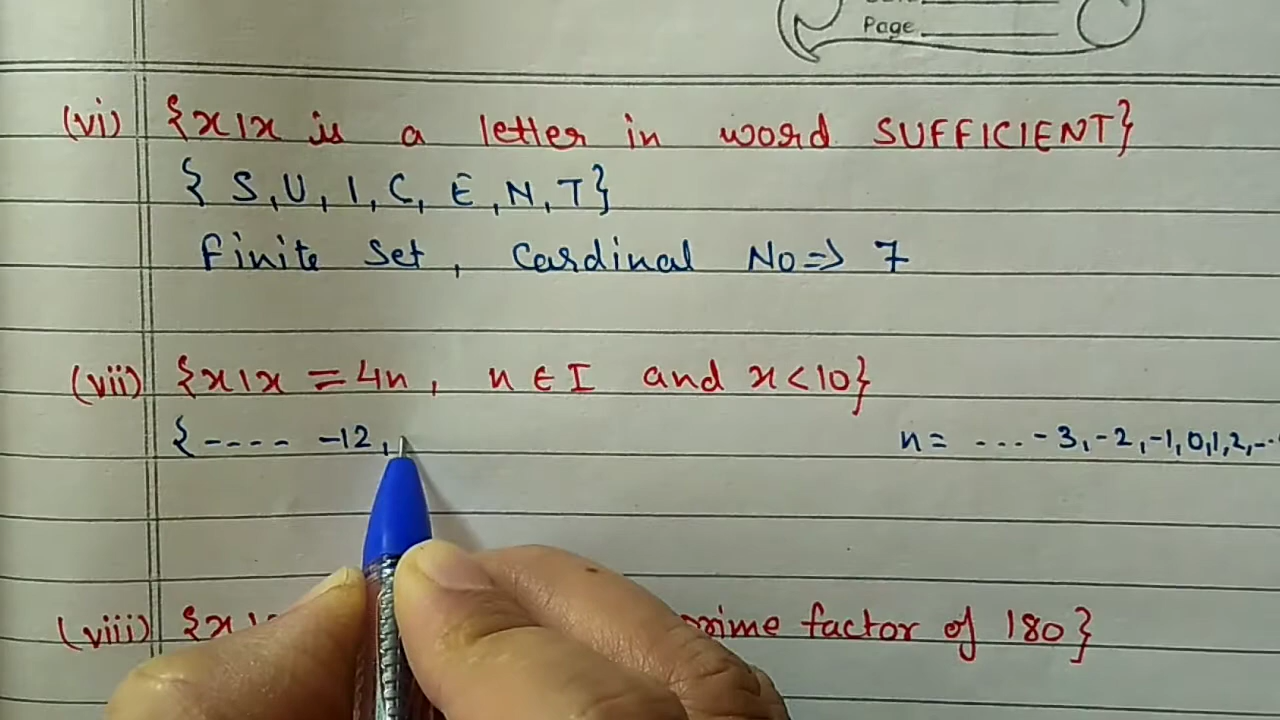 Page
(vi) {x|x is a letter in word SUFFICIENT}
{ S, U, I, C, E, N, T}
finite set, Cardinal No => 7
(vii) {x|x = 4n, n ∈ I and x < 10}
{ ---- -12, n = ...-3, -2, -1, 0, 1, 2, ---
(viii) {x| factor of 180}